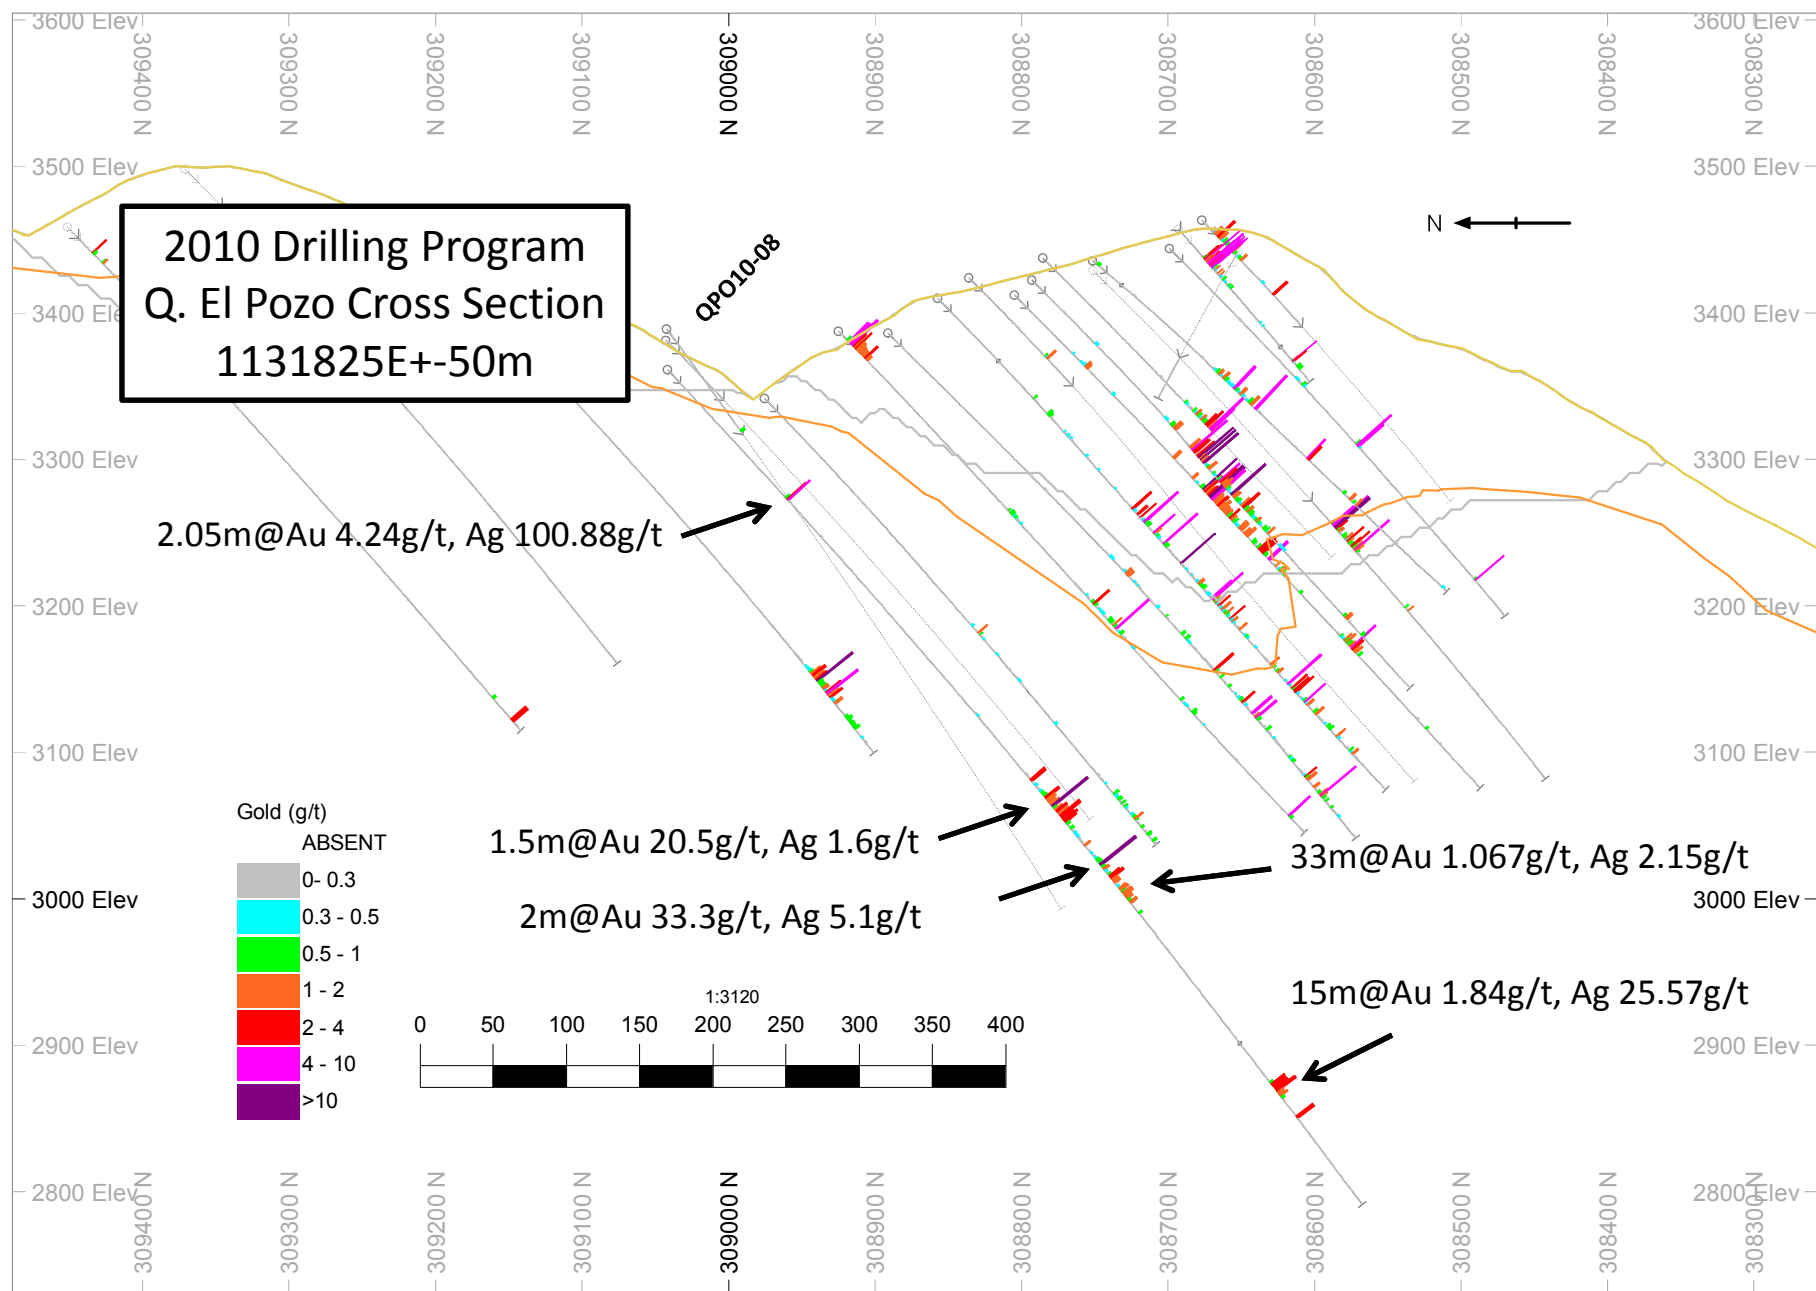 3600 Elev
3600 Elev
309400 N
309300 N
309200 N
309100 N
309000 N
308900 N
308800 N
308700 N
308600 N
308500 N
308400 N
308300 N
3500 Elev
3500 Elev
2010 Drilling Program
Q. El Pozo Cross Section
1131825E+-50m
QPO10-08
N
3400 Elev
3400 Elev
3300 Elev
3300 Elev
2.05m@Au 4.24g/t, Ag 100.88g/t
3200 Elev
3200 Elev
3100 Elev
3100 Elev
Gold (g/t)
ABSENT
0- 0.3
0.3 - 0.5
0.5 - 1
1 - 2
2 - 4
4 - 10
>10
1.5m@Au 20.5g/t, Ag 1.6g/t
33m@Au 1.067g/t, Ag 2.15g/t
3000 Elev
3000 Elev
2m@Au 33.3g/t, Ag 5.1g/t
15m@Au 1.84g/t, Ag 25.57g/t
1:3120
0 50 100 150 200 250 300 350 400
2900 Elev
2900 Elev
2800 Elev
2800 Elev
309400 N
309300 N
309200 N
309100 N
309000 N
308900 N
308800 N
308700 N
308600 N
308500 N
308400 N
308300 N